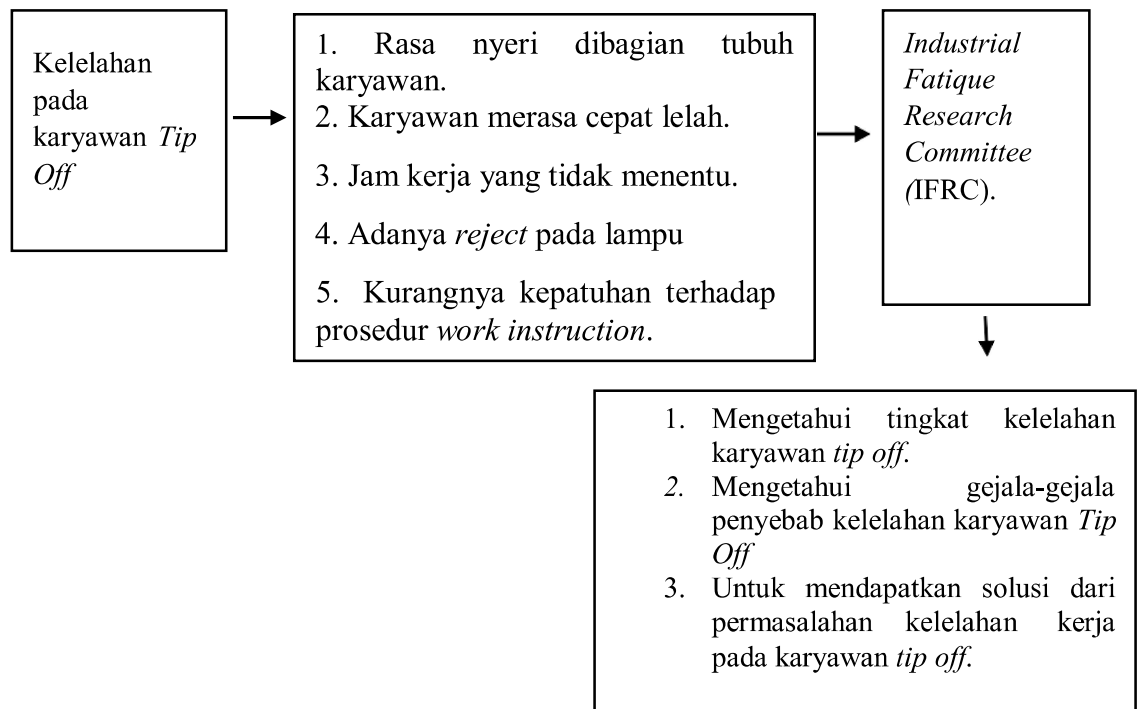 Kelelahan
pada
karyawan Tip
Off
1. Rasa nyeri dibagian tubuh
karyawan.
2. Karyawan merasa cepat lelah.
3. Jam kerja yang tidak menentu.
4. Adanya reject pada lampu
5. Kurangnya kepatuhan terhadap
prosedur work instruction.
Industrial
Fatique
Research
Committee
(IFRC).
1. Mengetahui tingkat kelelahan
karyawan tip off.
2. Mengetahui gejala-gejala
penyebab kelelahan karyawan Tip
Off
3. Untuk mendapatkan solusi dari
permasalahan kelelahan kerja
pada karyawan tip off.